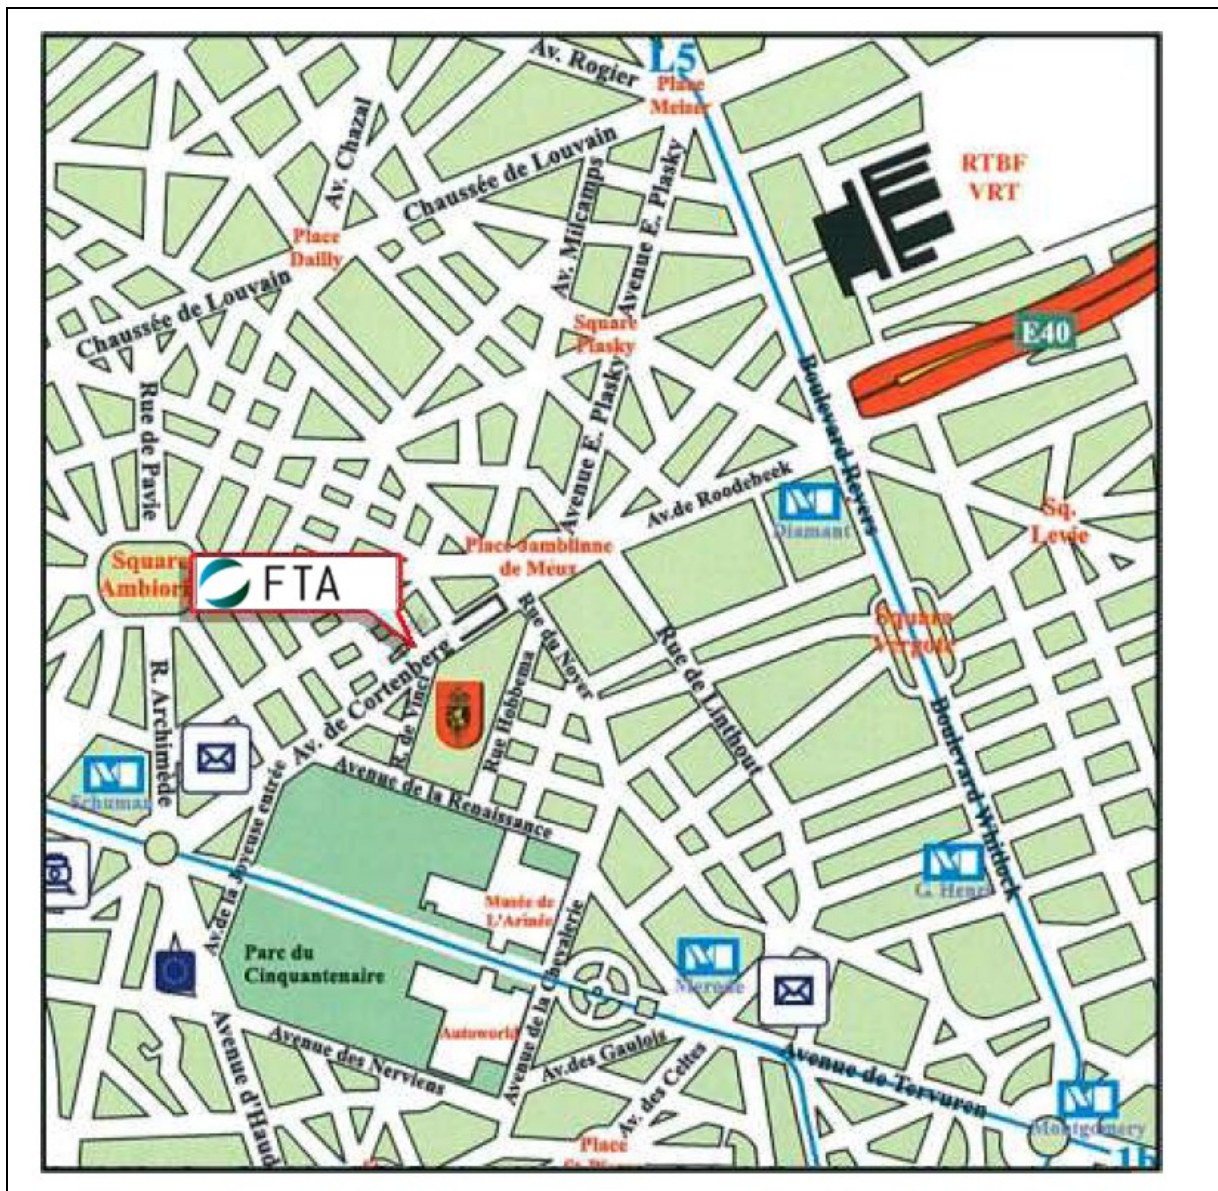 Av. Rogier
L5
Place
Meiser
Av. Chazal
Chaussée de Louvain
RTBF
VRT
Av. Milcamps
Avenue E. Plasky
Place
Dailly
Chaussée de Louvain
Square
Plasky
E40
Boulevard Reyers
Rue de Pavie
Avenue E. Plasky
Av.de Roodebeek
Diamant
Sq.
Levie
Place Jamblinne
de Meux
Square
Ambior
FTA
Rue du Noyer
Square
Vergote
Rue de Linthout
Av. de Cortenberg
R. de Vinci
Rue Hobbema
R. Archimède
Boulevard Whitlock
Schuman
Avenue de la Renaissance
Av.de la Joyeuse entrée
G. Henri
Musée de
L'Arinée
Avenue de la Chevalerie
Parc du
Cinquantenaire
Merode
Autoworld
Avenue des Nerviens
Av.des Gaulois
Avenue d'Haud
Av. des Celtes
Avenue de Tervuren
Montgomery
Place
1b